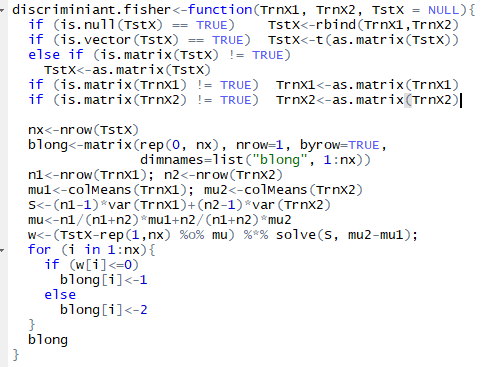 discriminiant.fisher<-function(TrnX1, TrnX2, TstX = NULL){
  if (is.null(TstX) == TRUE)    TstX<-rbind(TrnX1,TrnX2)
  if (is.vector(TstX) == TRUE)  TstX<-t(as.matrix(TstX))
  else if (is.matrix(TstX) != TRUE)
    TstX<-as.matrix(TstX)
  if (is.matrix(TrnX1) != TRUE)  TrnX1<-as.matrix(TrnX1)
  if (is.matrix(TrnX2) != TRUE)  TrnX2<-as.matrix(TrnX2)

  nx<-nrow(TstX)
  blong<-matrix(rep(0, nx), nrow=1, byrow=TRUE,
                dimnames=list("blong", 1:nx))
  n1<-nrow(TrnX1); n2<-nrow(TrnX2)
  mu1<-colMeans(TrnX1); mu2<-colMeans(TrnX2)
  S<-(n1-1)*var(TrnX1)+(n2-1)*var(TrnX2)
  mu<-n1/(n1+n2)*mu1+n2/(n1+n2)*mu2
  w<-(TstX-rep(1,nx) %o% mu) %*% solve(S, mu2-mu1);
  for (i in 1:nx){
    if (w[i]<=0)
      blong[i]<-1
    else
      blong[i]<-2
  }
  blong
}